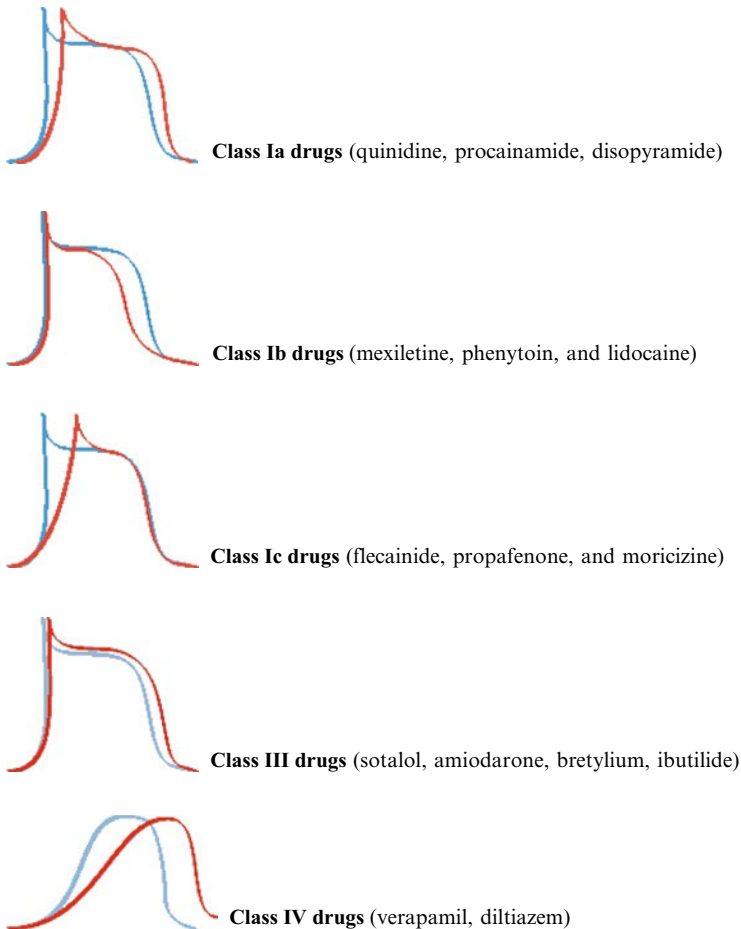 Class Ia drugs (quinidine, procainamide, disopyramide)
Class Ib drugs (mexiletine, phenytoin, and lidocaine)
Class Ic drugs (flecainide, propafenone, and moricizine)
Class III drugs (sotalol, amiodarone, bretylium, ibutilide)
Class IV drugs (verapamil, diltiazem)